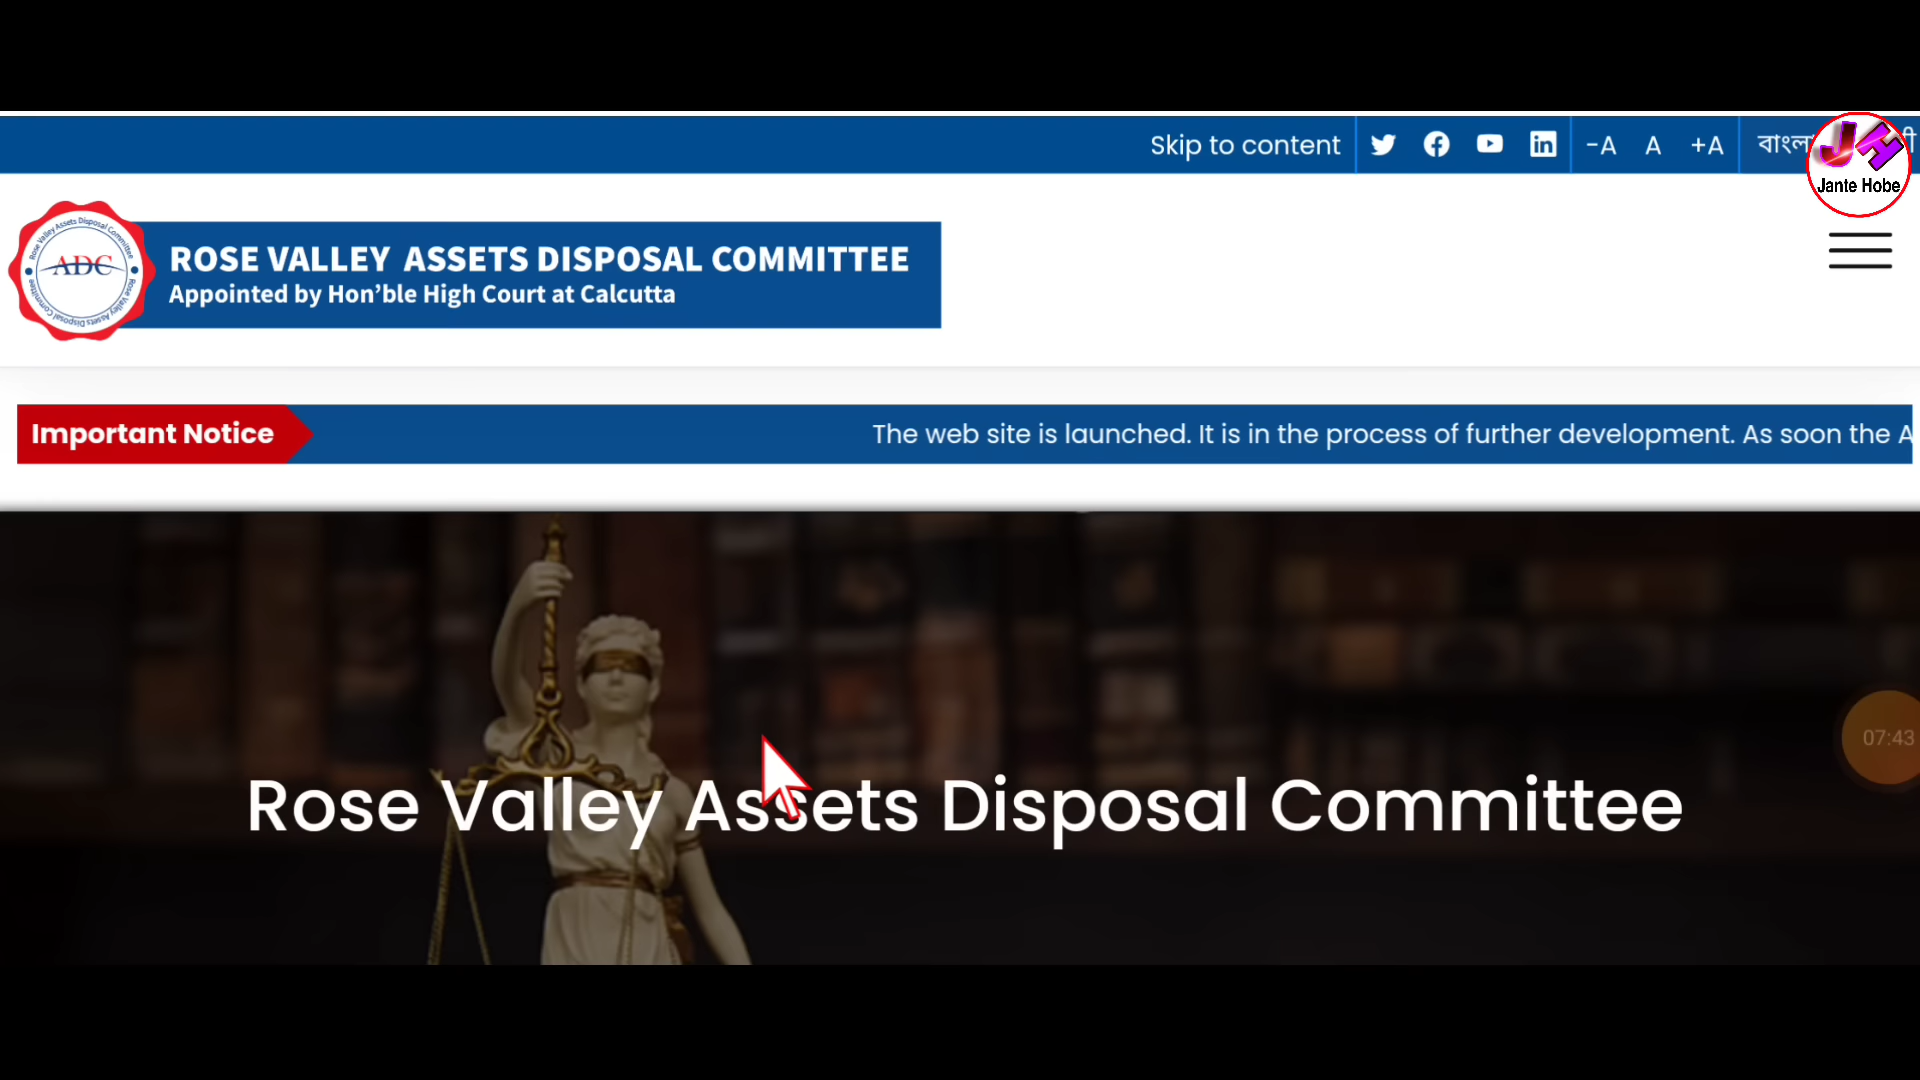 Skip to content
-A A +A
Jante Hobe
ADC
ROSE VALLEY ASSETS DISPOSAL COMMITTEE
Appointed by Hon’ble High Court at Calcutta
Important Notice
The web site is launched. It is in the process of further development. As soon the A
Rose Valley Assets Disposal Committee
07:43